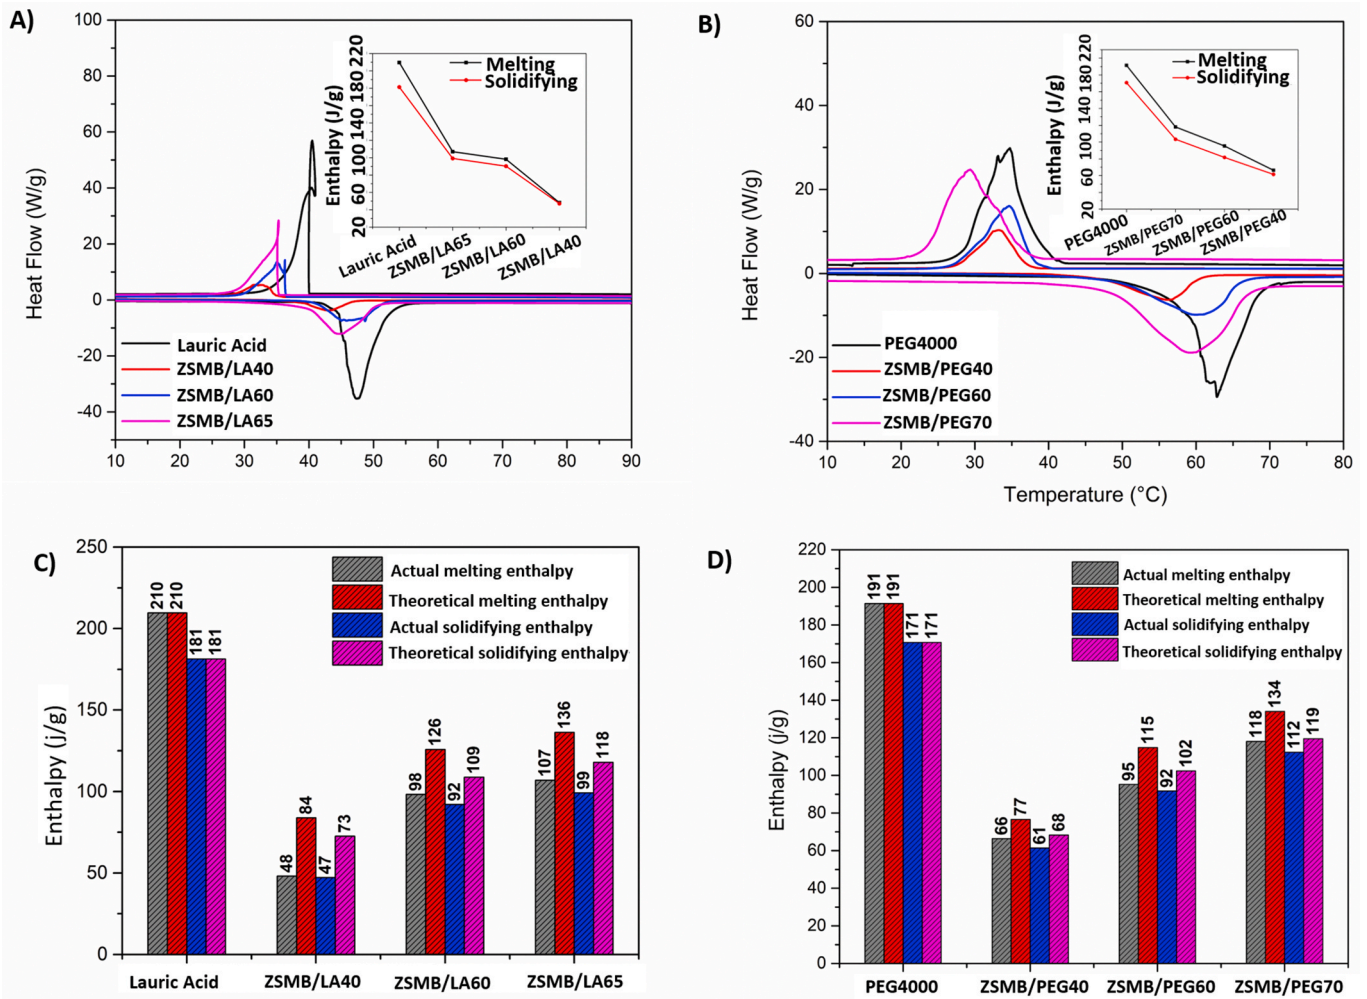 A)
100
80
60
40
20
0
-20
-40
Heat Flow (W/g)
10 20 30 40 50 60 70 80 90
Lauric Acid
ZSMB/LA40
ZSMB/LA60
ZSMB/LA65
Enthalpy (J/g)
220
180
140
100
60
20
Melting
Solidifying
Lauric Acid ZSMB/LA65 ZSMB/LA60 ZSMB/LA40
B)
60
40
20
0
-20
-40
Heat Flow (W/g)
10 20 30 40 50 60 70 80
Temperature (°C)
PEG4000
ZSMB/PEG40
ZSMB/PEG60
ZSMB/PEG70
Enthalpy (J/g)
220
180
140
100
60
20
Melting
Solidifying
PEG4000 ZSMB/PEG70 ZSMB/PEG60 ZSMB/PEG40
C)
250
200
150
100
50
0
Enthalpy (j/g)
Actual melting enthalpy
Theoretical melting enthalpy
Actual solidifying enthalpy
Theoretical solidifying enthalpy
210 210 181 181
48 84 47 73
98 126 92 109
107 136 99 118
Lauric Acid ZSMB/LA40 ZSMB/LA60 ZSMB/LA65
D)
220
200
180
160
140
120
100
80
60
40
20
0
Enthalpy (j/g)
Actual melting enthalpy
Theoretical melting enthalpy
Actual solidifying enthalpy
Theoretical solidifying enthalpy
191 191 171 171
66 77 61 68
95 115 92 102
118 134 112 119
PEG4000 ZSMB/PEG40 ZSMB/PEG60 ZSMB/PEG70